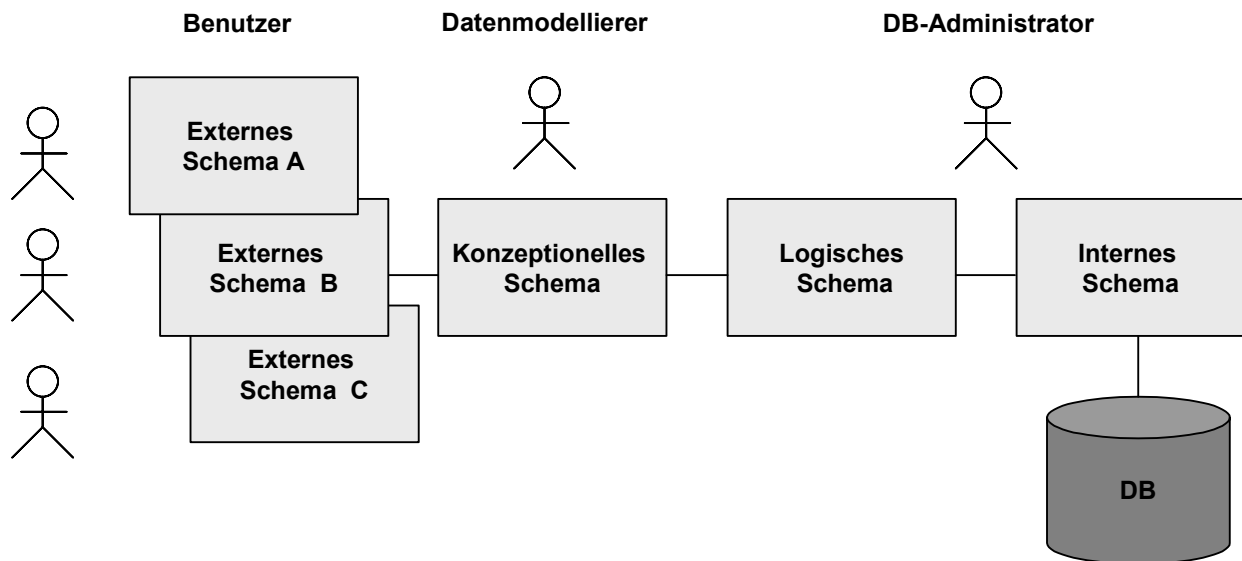 Benutzer
Datenmodellierer
DB-Administrator
Externes
Schema A
Externes
Schema B
Externes
Schema C
Konzeptionelles
Schema
Logisches
Schema
Internes
Schema
DB